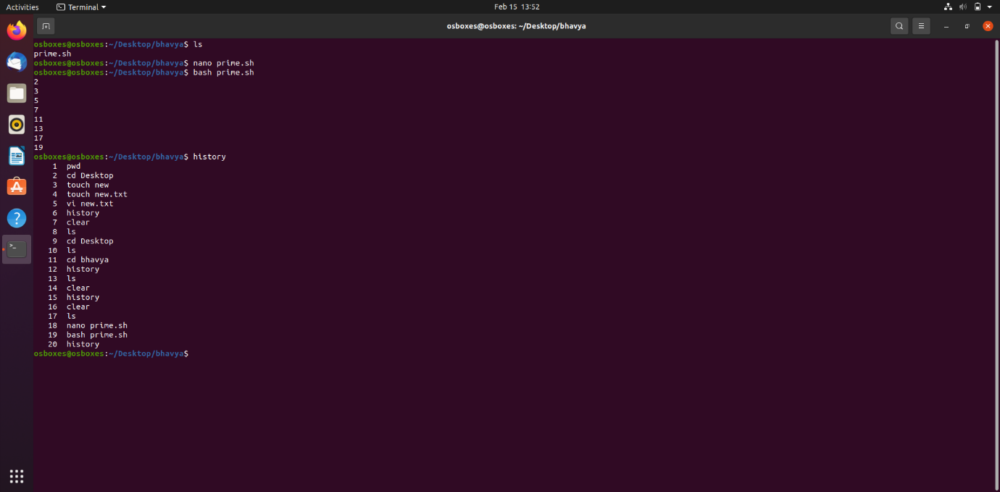 Activities Terminal Feb 15 13:52
osboxes@osboxes: ~/Desktop/bhavya
osboxes@osboxes:~/Desktop/bhavya$ ls
prime.sh
osboxes@osboxes:~/Desktop/bhavya$ nano prime.sh
osboxes@osboxes:~/Desktop/bhavya$ bash prime.sh
2
3
5
7
11
13
17
19
osboxes@osboxes:~/Desktop/bhavya$ history
1 pwd
2 cd Desktop
3 touch new
4 touch new.txt
5 vi new.txt
6 history
7 clear
8 ls
9 cd Desktop
10 ls
11 cd bhavya
12 history
13 ls
14 clear
15 history
16 clear
17 ls
18 nano prime.sh
19 bash prime.sh
20 history
osboxes@osboxes:~/Desktop/bhavya$